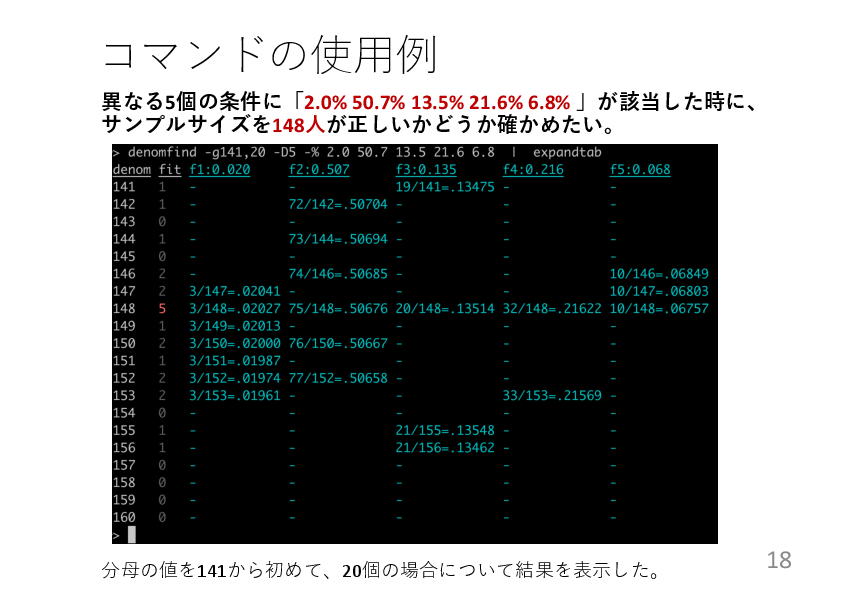 コマンドの使用例
異なる5個の条件に「2.0% 50.7% 13.5% 21.6% 6.8% 」が該当した時に、
サンプルサイズを148人が正しいかどうか確かめたい。
> denomfind -g141,20 -D5 -% 2.0 50.7 13.5 21.6 6.8 | expandtab
denom fit f1:0.020 f2:0.507 f3:0.135 f4:0.216 f5:0.068
141 1 - - 19/141=.13475 - -
142 1 - 72/142=.50704 - - -
143 0 - - - - -
144 1 - 73/144=.50694 - - -
145 0 - - - - -
146 2 - 74/146=.50685 - - 10/146=.06849
147 2 3/147=.02041 - - - 10/147=.06803
148 5 3/148=.02027 75/148=.50676 20/148=.13514 32/148=.21622 10/148=.06757
149 1 3/149=.02013 - - - -
150 2 3/150=.02000 76/150=.50667 - - -
151 1 3/151=.01987 - - - -
152 2 3/152=.01974 77/152=.50658 - - -
153 2 3/153=.01961 - - 33/153=.21569 -
154 0 - - - - -
155 1 - - 21/155=.13548 - -
156 1 - - 21/156=.13462 - -
157 0 - - - - -
158 0 - - - - -
159 0 - - - - -
160 0 - - - - -
>
分母の値を141から初めて、20個の場合について結果を表示した。
18